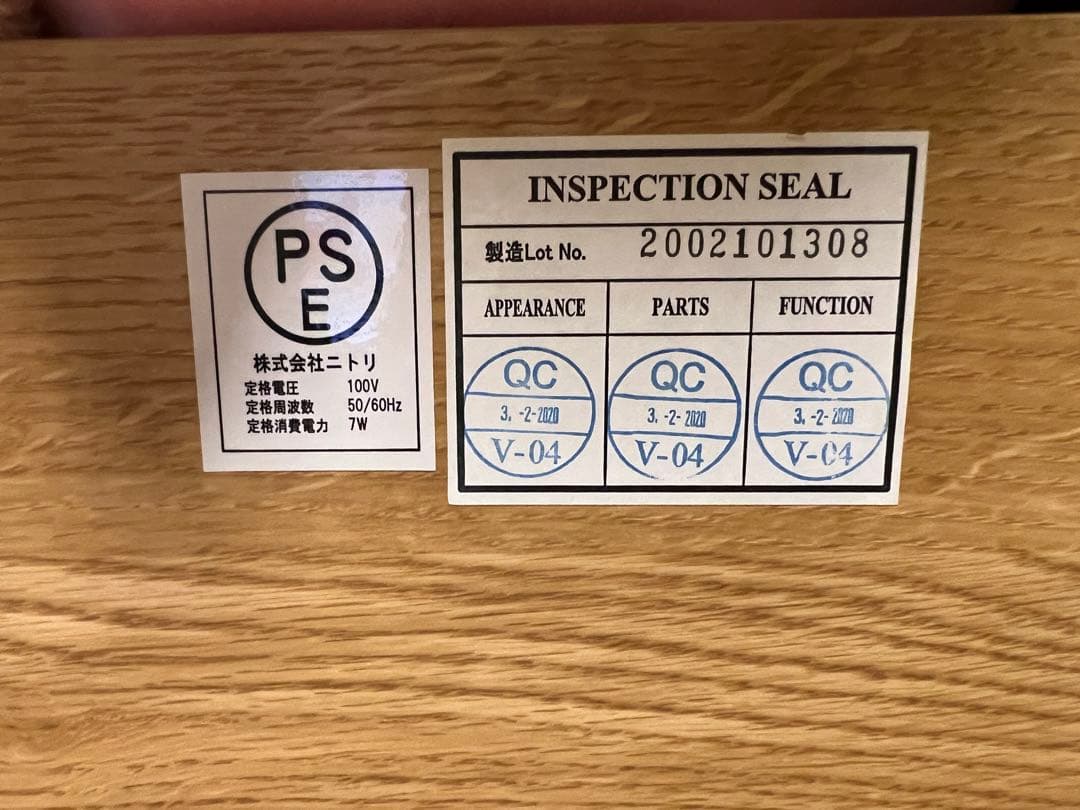 PS
E
株式会社ニトリ
定格電圧 100V
定格周波数 50/60Hz
定格消費電力 7W
INSPECTION SEAL
製造Lot No. 2002101308
APPEARANCE PARTS FUNCTION
QC QC QC
3.-2-2020 3.-2-2020 3.-2-2020
V-04 V-04 V-04